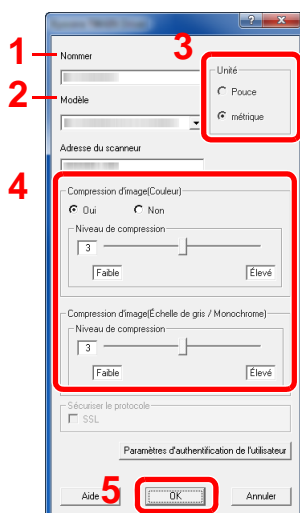 1
Nommer
3
Unité
Pouce
métrique
2
Modèle
Adresse du scanneur
4
Compression d'image(Couleur)
Oui Non
Niveau de compression
3
Faible Élevé
Compression d'image(Échelle de gris / Monochrome)
Niveau de compression
3
Faible Élevé
Sécuriser le protocole
SSL
Paramètres d'authentification de l'utilisateur
5
Aide OK Annuler